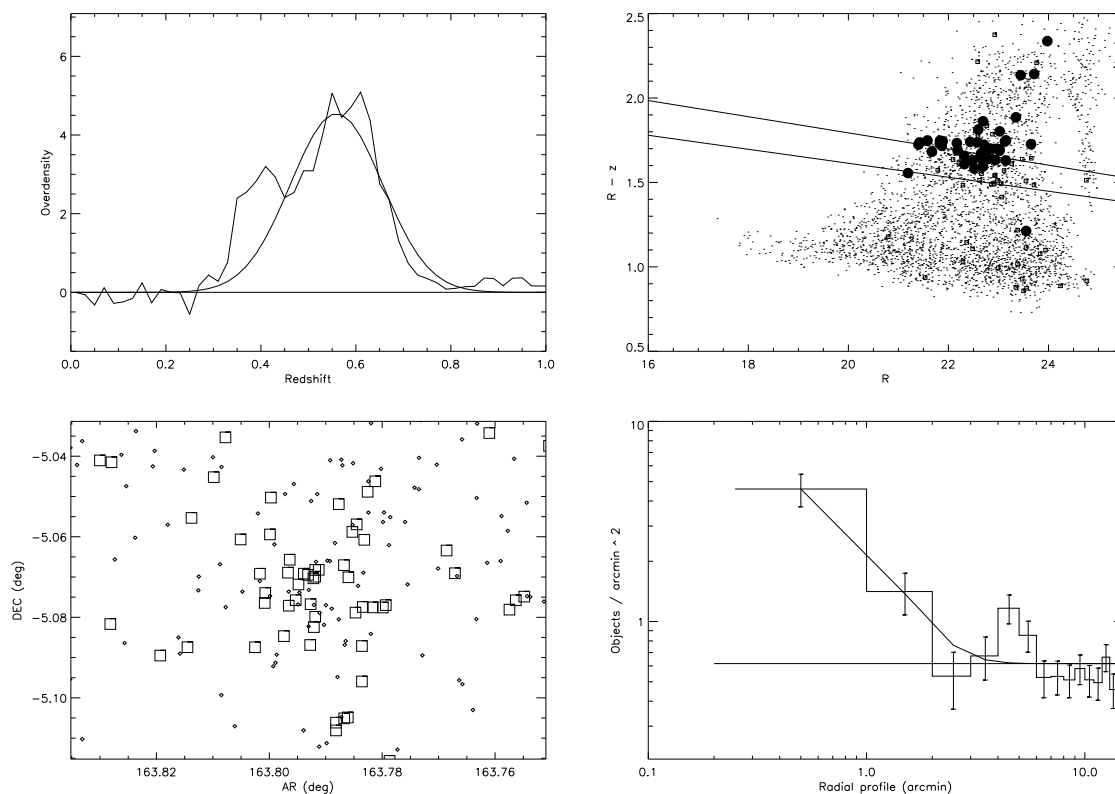 6
4
2
0
Overdensity
0.0 0.2 0.4 0.6 0.8 1.0
Redshift
2.5
2.0
1.5
1.0
0.5
R - z
16 18 20 22 24
R
-5.04
-5.06
-5.08
-5.10
DEC (deg)
163.82 163.80 163.78 163.76
AR (deg)
10
1
Objects / arcmin ^ 2
0.1 1.0 10.0
Radial profile (arcmin)